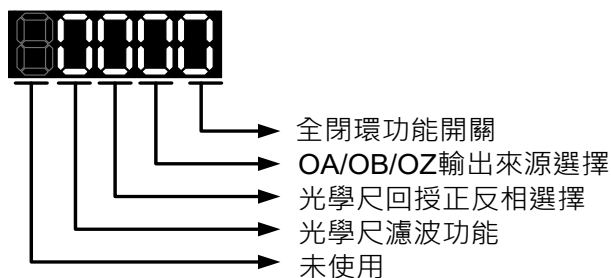 0000
全閉環功能開關
OA/OB/OZ輸出來源選擇
光學尺回授正反相選擇
光學尺濾波功能
未使用